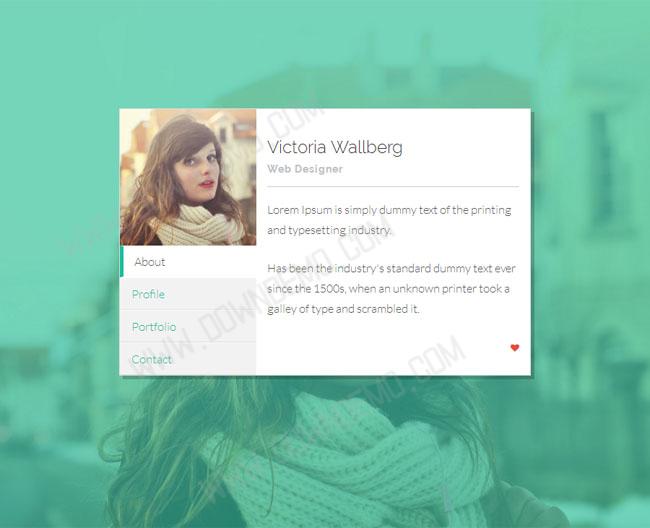 Victoria Wallberg
Web Designer
Lorem Ipsum is simply dummy text of the printing
and typesetting industry.
Has been the industry's standard dummy text ever
since the 1500s, when an unknown printer took a
galley of type and scrambled it.
About
Profile
Portfolio
Contact
WWW.DOWNDEMO.COM